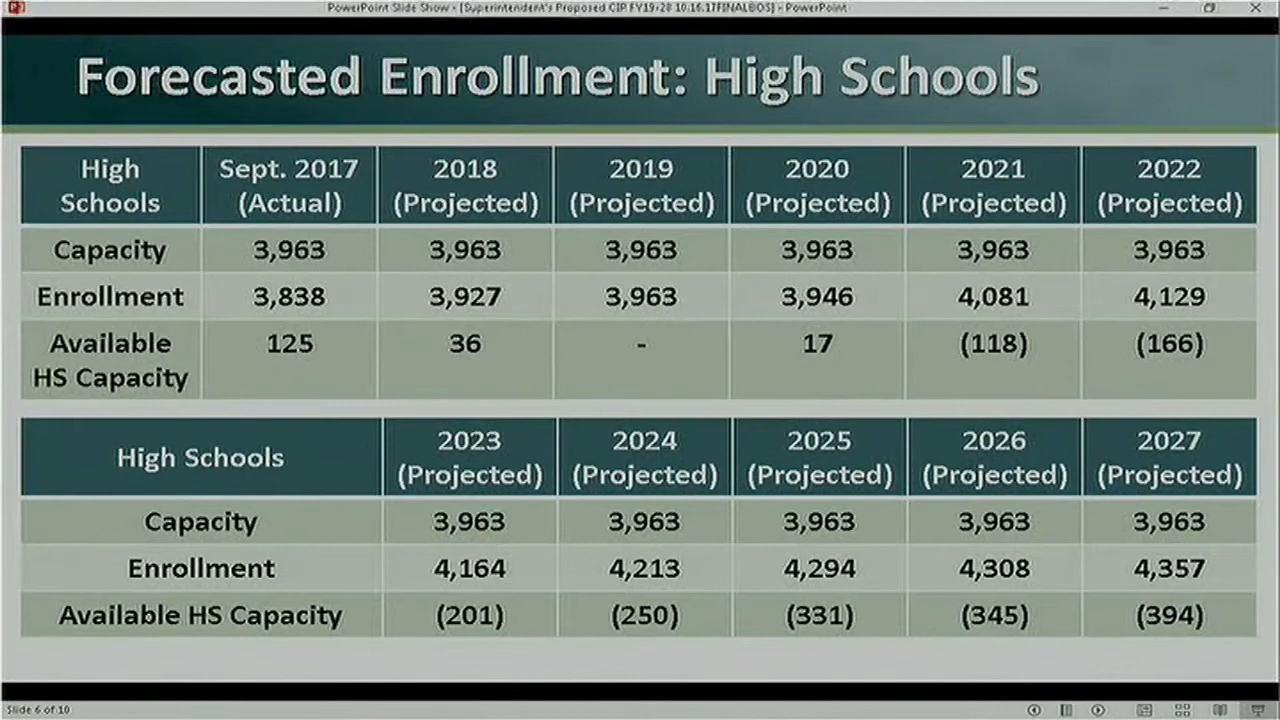 PowerPoint Slide Show - [Superintendent's Proposed CIP FY19-28 10.16.17FINALBOS] - PowerPoint
Forecasted Enrollment: High Schools
High Schools Sept. 2017 (Actual) 2018 (Projected) 2019 (Projected) 2020 (Projected) 2021 (Projected) 2022 (Projected)
Capacity 3,963 3,963 3,963 3,963 3,963 3,963
Enrollment 3,838 3,927 3,963 3,946 4,081 4,129
Available HS Capacity 125 36 - 17 (118) (166)
High Schools 2023 (Projected) 2024 (Projected) 2025 (Projected) 2026 (Projected) 2027 (Projected)
Capacity 3,963 3,963 3,963 3,963 3,963
Enrollment 4,164 4,213 4,294 4,308 4,357
Available HS Capacity (201) (250) (331) (345) (394)
Slide 6 of 10